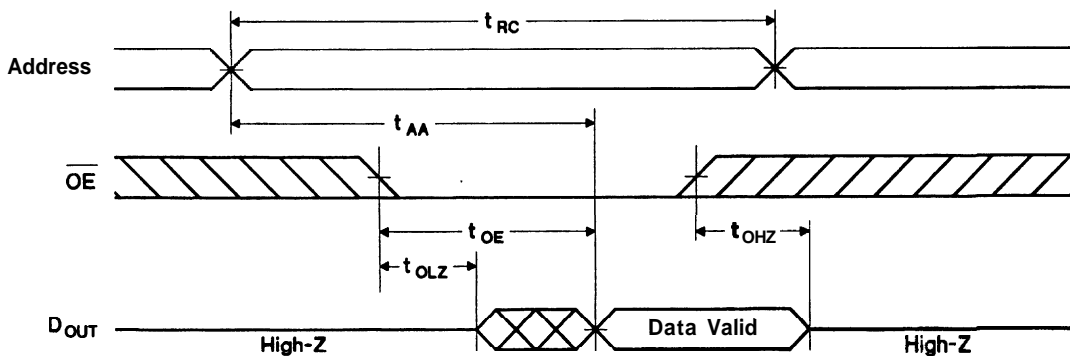 t RC
Address
t AA
OE
t OE
t OHZ
t OLZ
D OUT
High-Z
Data Valid
High-Z